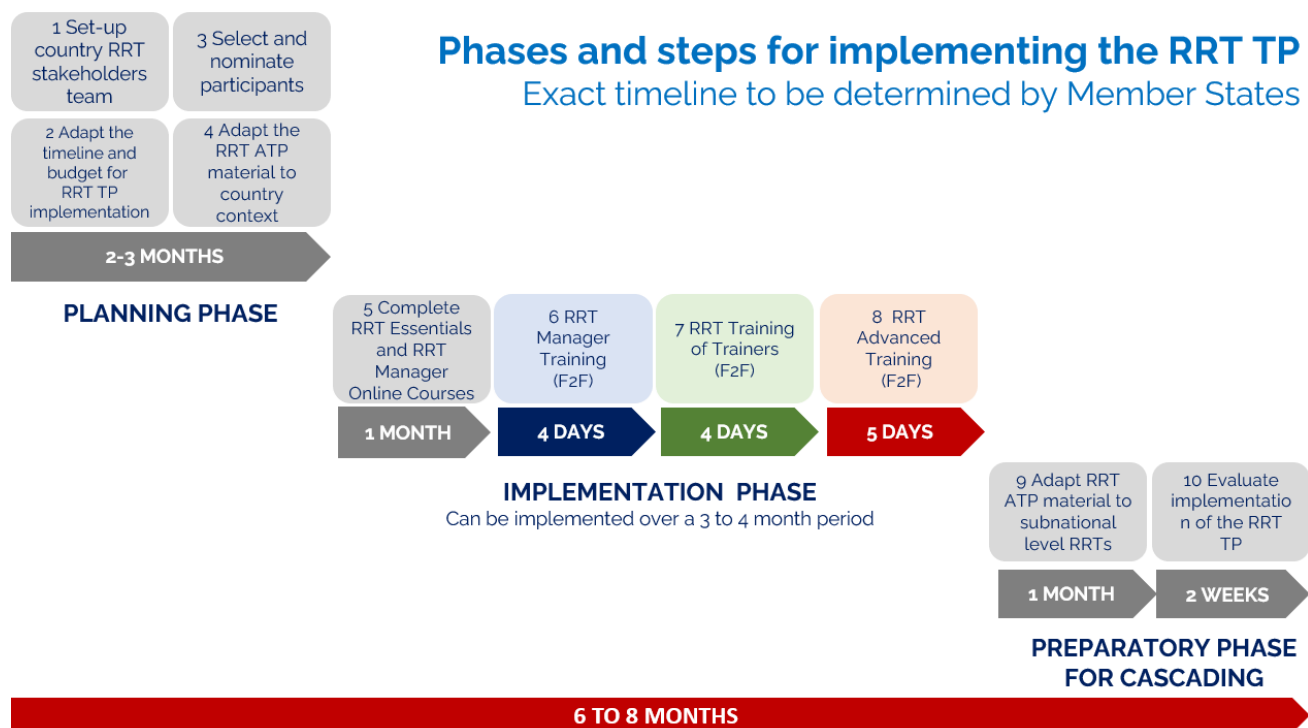 Phases and steps for implementing the RRT TP
Exact timeline to be determined by Member States
1 Set-up
country RRT
stakeholders
team
3 Select and
nominate
participants
2 Adapt the
timeline and
budget for
RRT TP
implementation
4 Adapt the
RRT ATP
material to
country
context
2-3 MONTHS
PLANNING PHASE
5 Complete
RRT Essentials
and RRT
Manager
Online Courses
6 RRT
Manager
Training
(F2F)
7 RRT Training
of Trainers
(F2F)
8 RRT
Advanced
Training
(F2F)
1 MONTH
4 DAYS
4 DAYS
5 DAYS
IMPLEMENTATION PHASE
Can be implemented over a 3 to 4 month period
9 Adapt RRT
ATP material to
subnational
level RRTs
10 Evaluate
implementatio
n of the RRT
TP
1 MONTH
2 WEEKS
PREPARATORY PHASE
FOR CASCADING
6 TO 8 MONTHS